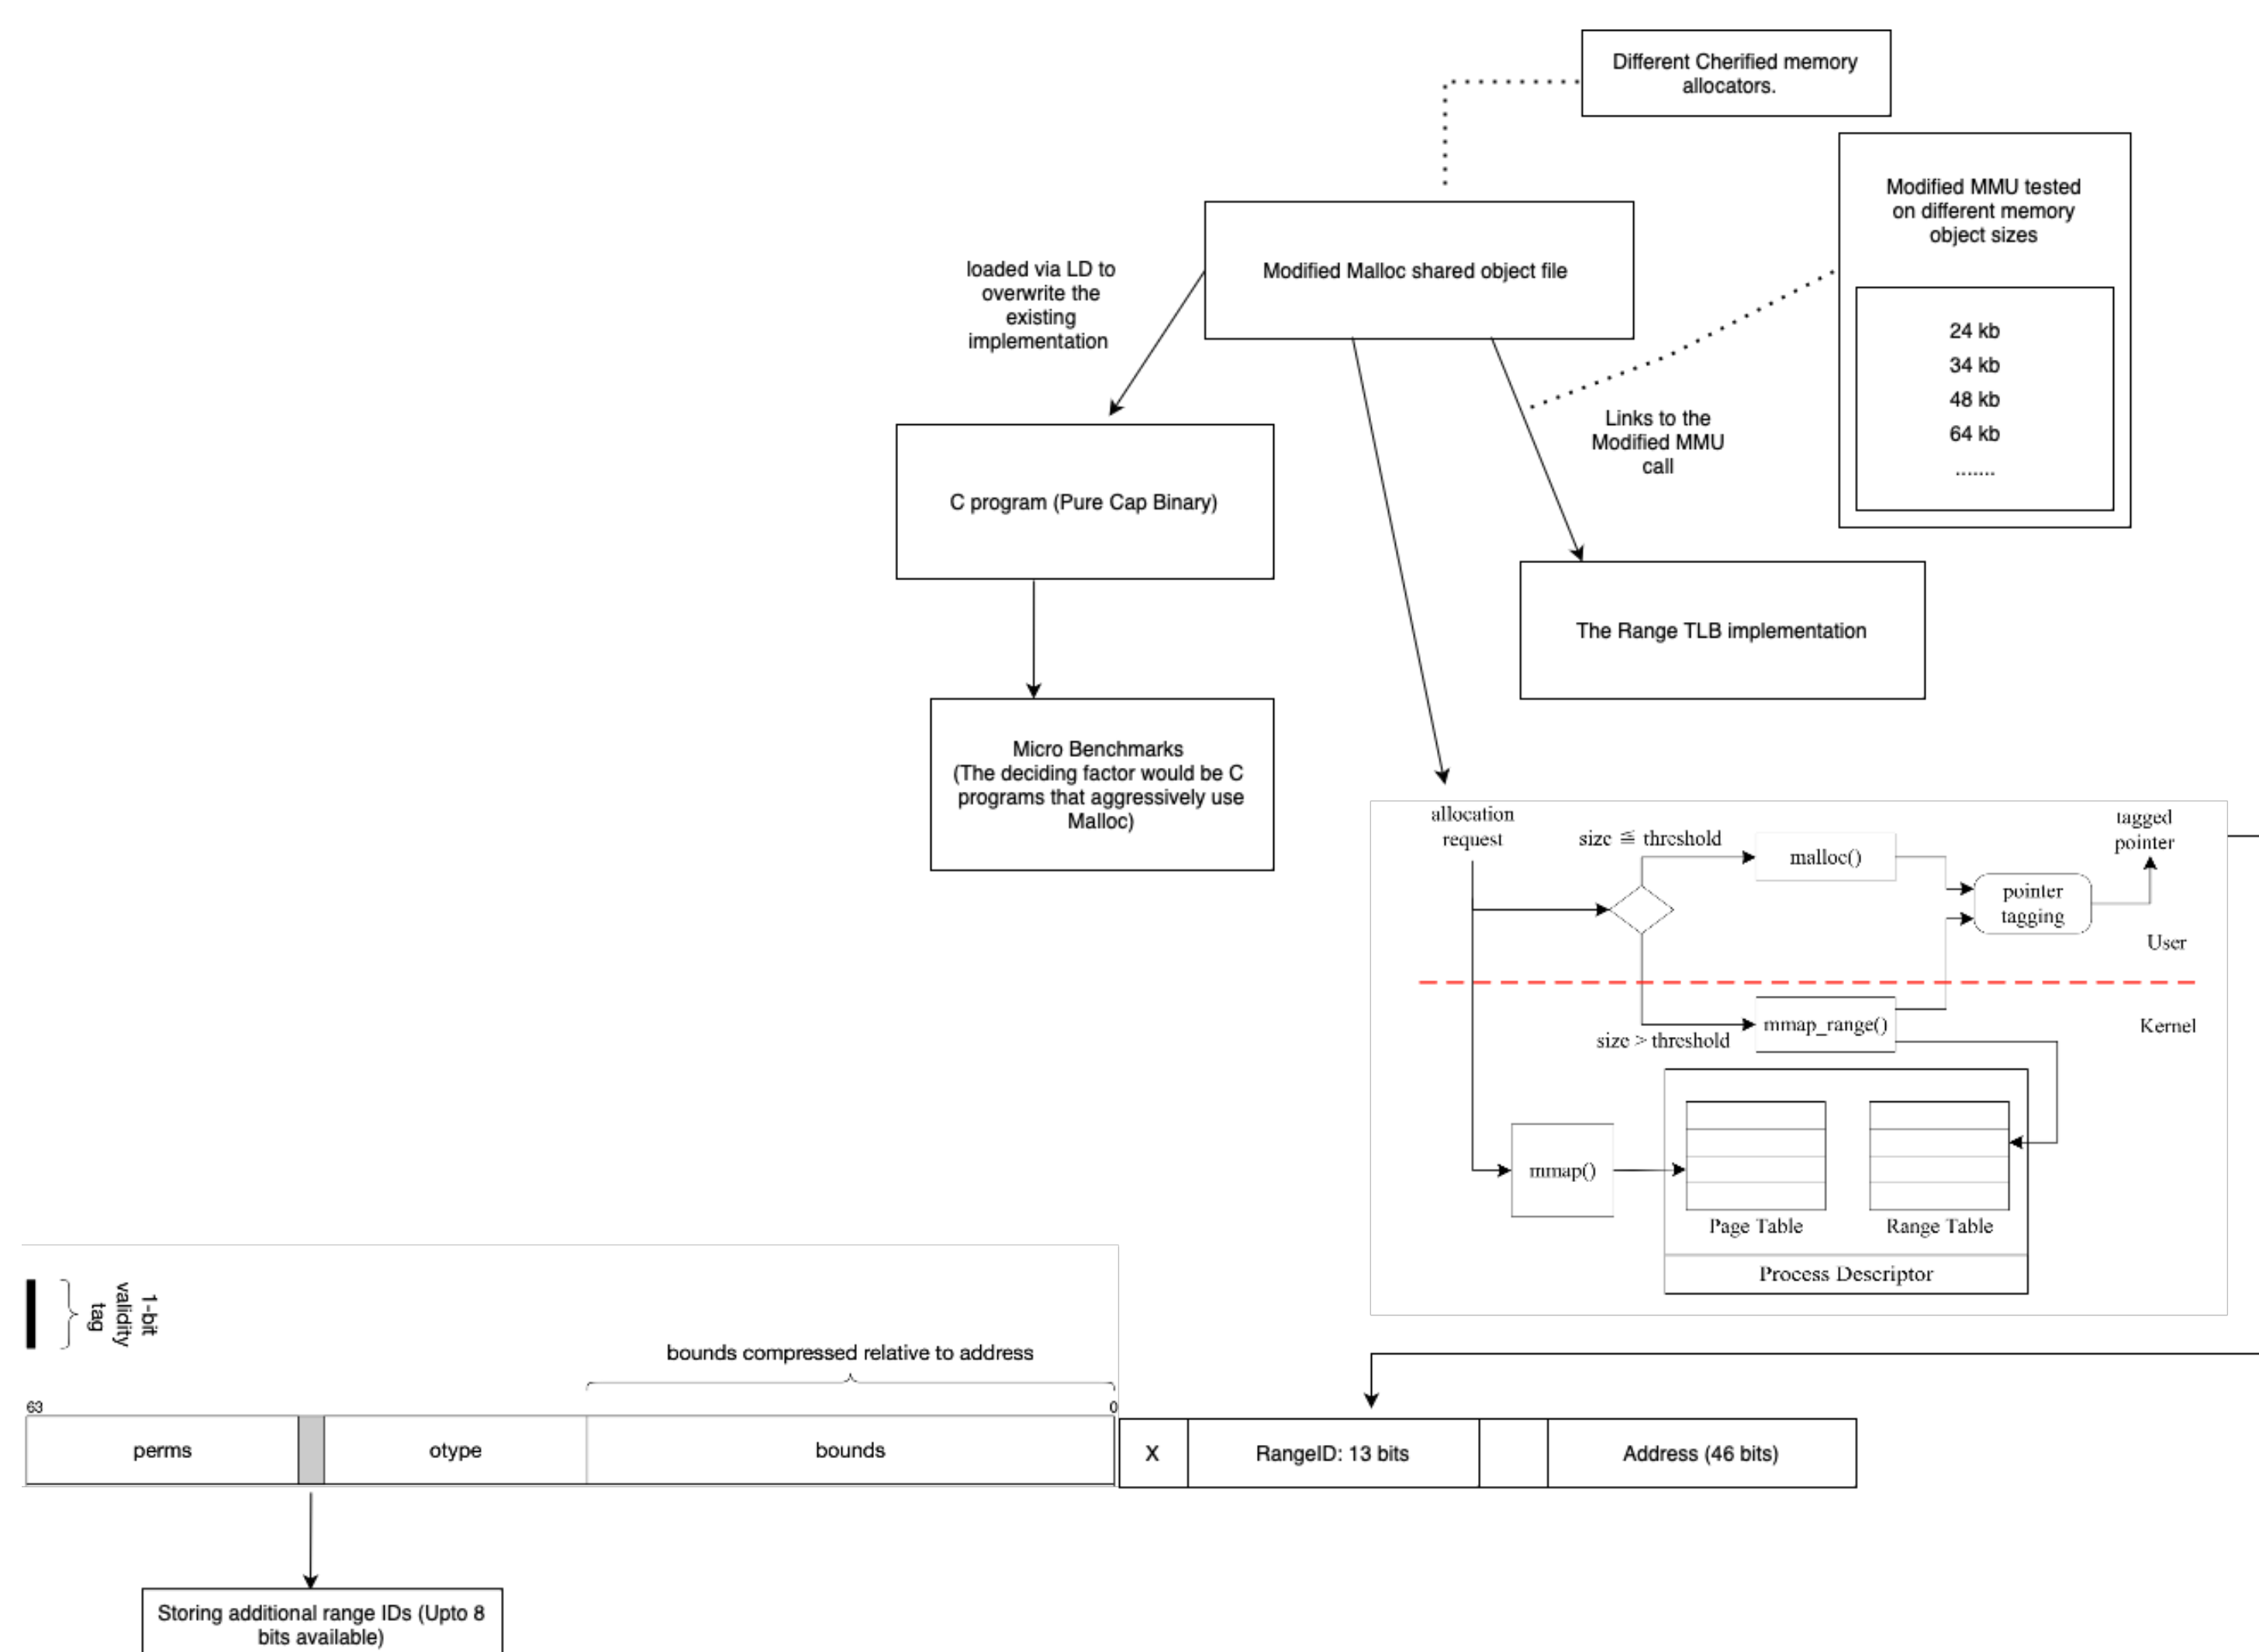 Different Cherified memory
allocators.
Modified MMU tested
on different memory
object sizes
24 kb
34 kb
48 kb
64 kb
.......
Modified Malloc shared object file
loaded via LD to
overwrite the
existing
implementation
Links to the
Modified MMU
call
C program (Pure Cap Binary)
The Range TLB implementation
Micro Benchmarks
(The deciding factor would be C
programs that aggressively use
Malloc)
allocation
request
size ≦ threshold
malloc()
tagged
pointer
pointer
tagging
User
Kernel
mmap_range()
size > threshold
mmap()
Page Table
Range Table
Process Descriptor
1-bit
validity
tag
bounds compressed relative to address
63
0
perms
otype
bounds
X
RangeID: 13 bits
Address (46 bits)
Storing additional range IDs (Upto 8
bits available)